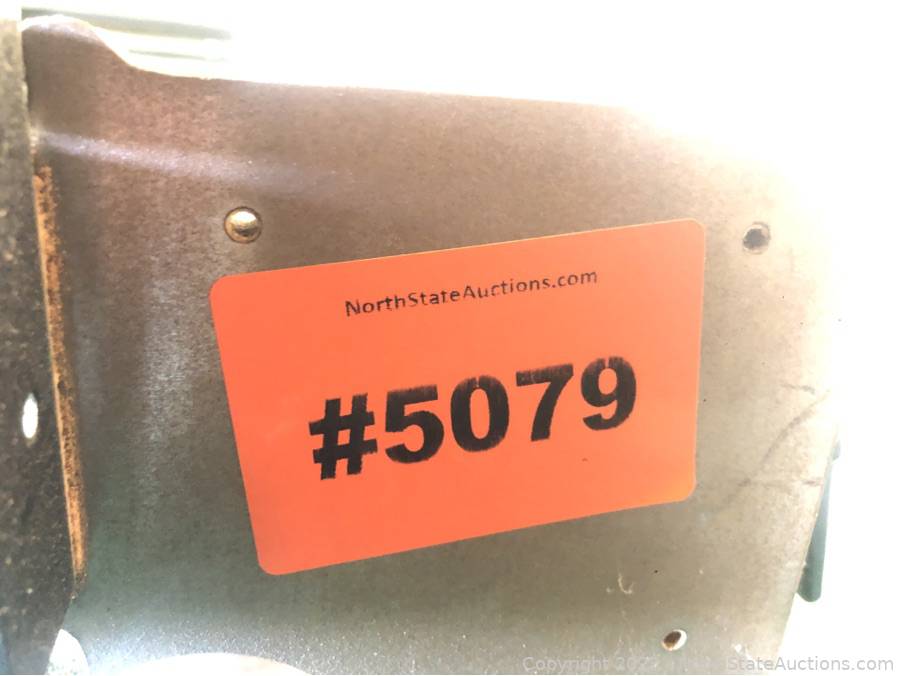 NorthStateAuctions.com
#5079
Copyright StateAuctions.com